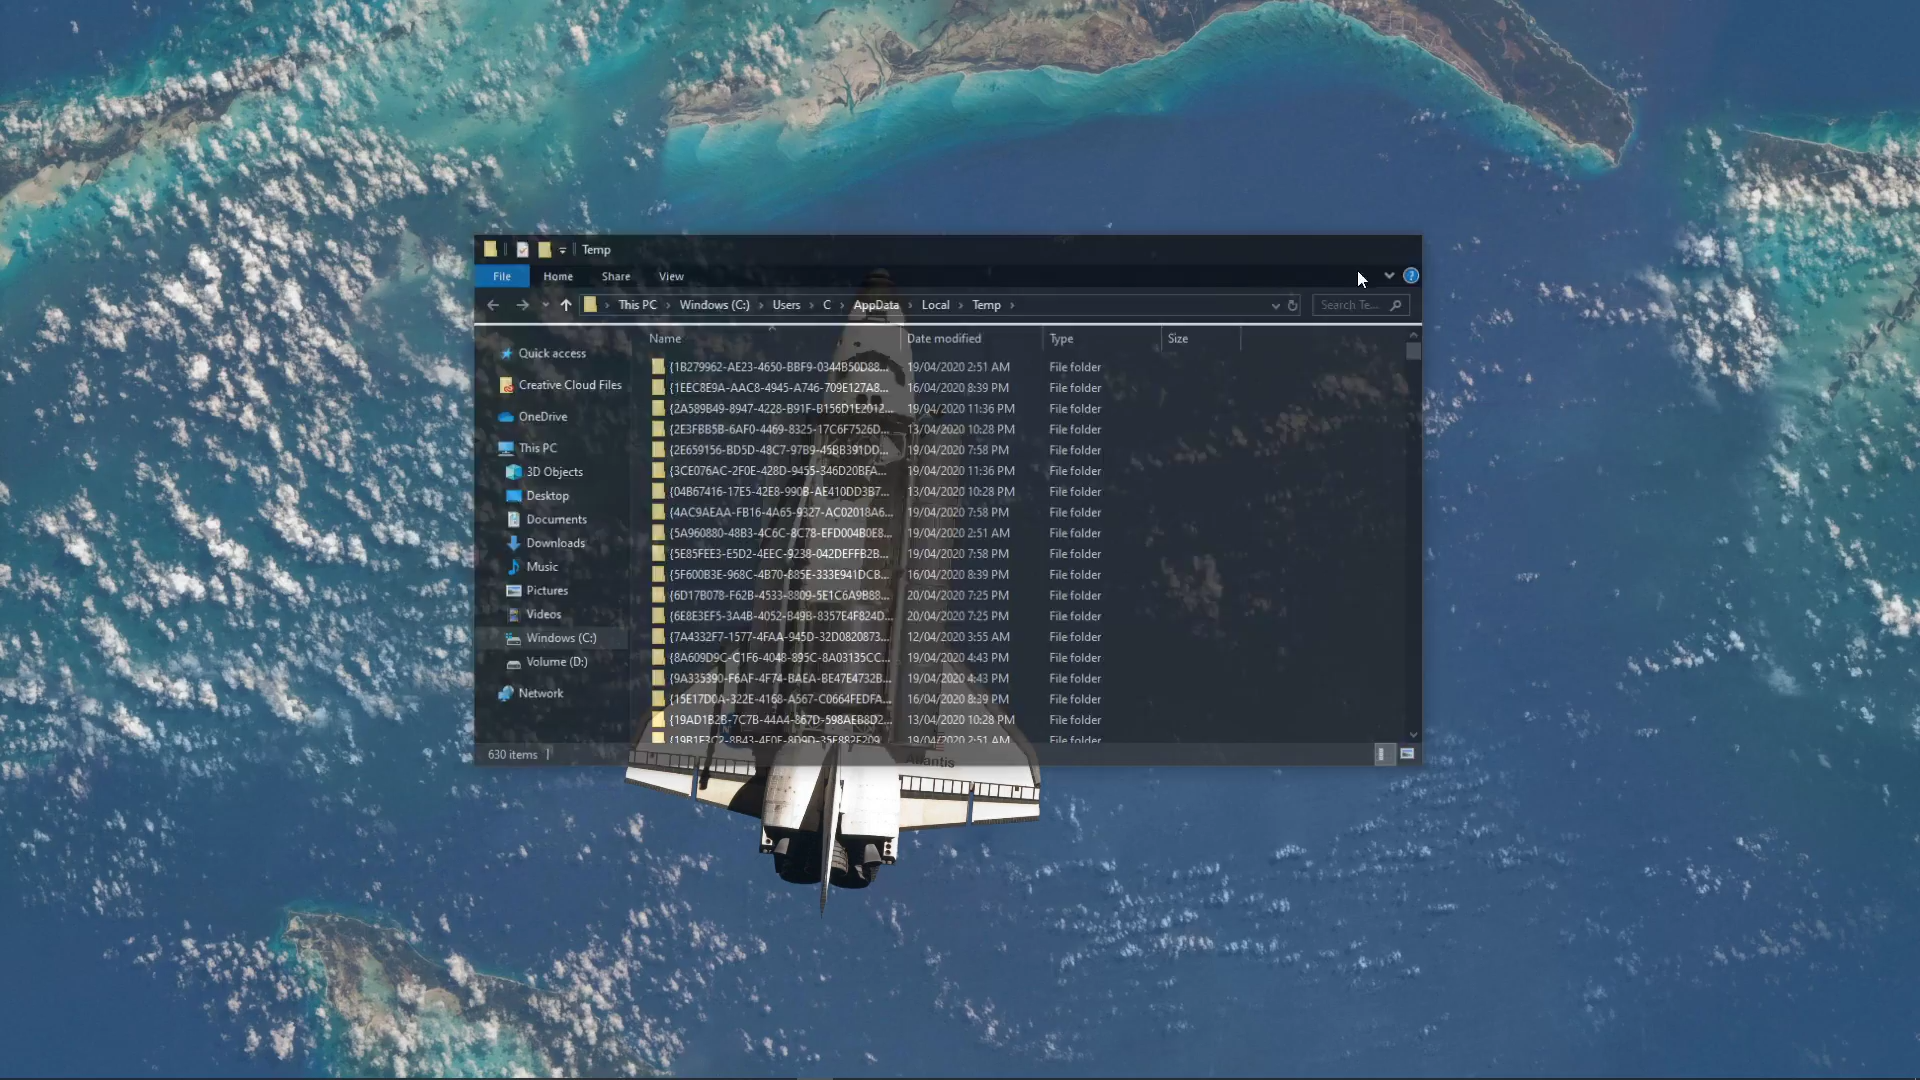 Temp
File Home Share View
This PC Windows (C:) Users C AppData Local Temp Search Te...
Name Date modified Type Size
Quick access
Creative Cloud Files
OneDrive
This PC
3D Objects
Desktop
Documents
Downloads
Music
Pictures
Videos
Windows (C:)
Volume (D:)
Network
{1B279962-AE23-4650-BBF9-0344B50D88... 19/04/2020 2:51 AM File folder
{1EEC8E9A-AAC8-4945-A746-709E127A8... 16/04/2020 8:39 PM File folder
{2A589B49-8947-4228-B91F-B156D1E2012... 19/04/2020 11:36 PM File folder
{2E3FBB5B-6AF0-4469-8325-17C6F7526D... 13/04/2020 10:28 PM File folder
{2E659156-BD5D-48C7-97B9-45BB391DD... 19/04/2020 7:58 PM File folder
{3CE076AC-2F0E-428D-9455-346D20BFA... 19/04/2020 11:36 PM File folder
{04B67416-17E5-42E8-990B-AE410DD3B7... 13/04/2020 10:28 PM File folder
{4AC9AEAA-FB16-4A65-9327-AC02018A6... 19/04/2020 7:58 PM File folder
{5A960880-48B3-4C6C-8C78-EFD004B0E8... 19/04/2020 2:51 AM File folder
{5E85FEE3-E5D2-4EEC-9238-042DEFFB2B... 19/04/2020 7:58 PM File folder
{5F600B3E-968C-4B70-885E-333E941DCB... 16/04/2020 8:39 PM File folder
{6D17B078-F62B-4533-8809-5E1C6A9B88... 20/04/2020 7:25 PM File folder
{6E8E3EF5-3A4B-4052-B49B-8357E4F824D... 20/04/2020 7:25 PM File folder
{7A4332F7-1577-4FAA-945D-32D0820873... 12/04/2020 3:55 AM File folder
{8A609D9C-C1F6-4048-895C-8A03135CC... 19/04/2020 4:43 PM File folder
{9A335390-F6AF-4F74-BAEA-BE47E4732B... 19/04/2020 4:43 PM File folder
{15E17D0A-322E-4168-A567-C0664FEDFA... 16/04/2020 8:39 PM File folder
{19AD1B2B-7C7B-44A4-867D-598AEB8D2... 13/04/2020 10:28 PM File folder
19/04/2020 2:51 AM File folder
630 items
Atlantis